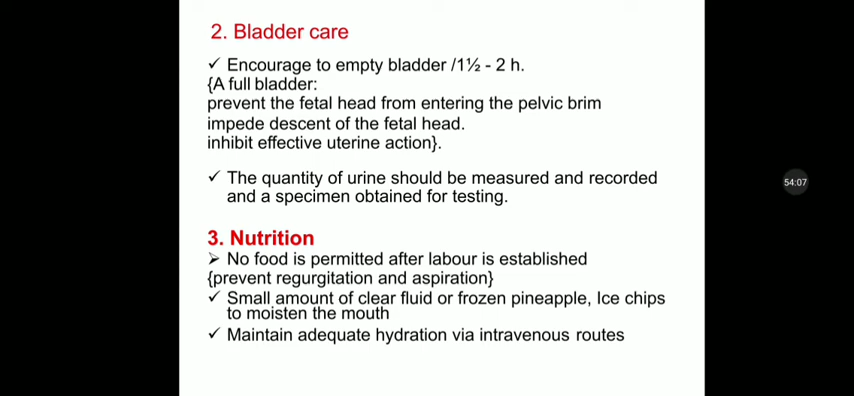 2. Bladder care
✓ Encourage to empty bladder /1½ - 2 h.
{A full bladder:
prevent the fetal head from entering the pelvic brim
impede descent of the fetal head.
inhibit effective uterine action}.
✓ The quantity of urine should be measured and recorded
and a specimen obtained for testing.
3. Nutrition
➢ No food is permitted after labour is established
{prevent regurgitation and aspiration}
✓ Small amount of clear fluid or frozen pineapple, Ice chips
to moisten the mouth
✓ Maintain adequate hydration via intravenous routes
54:07